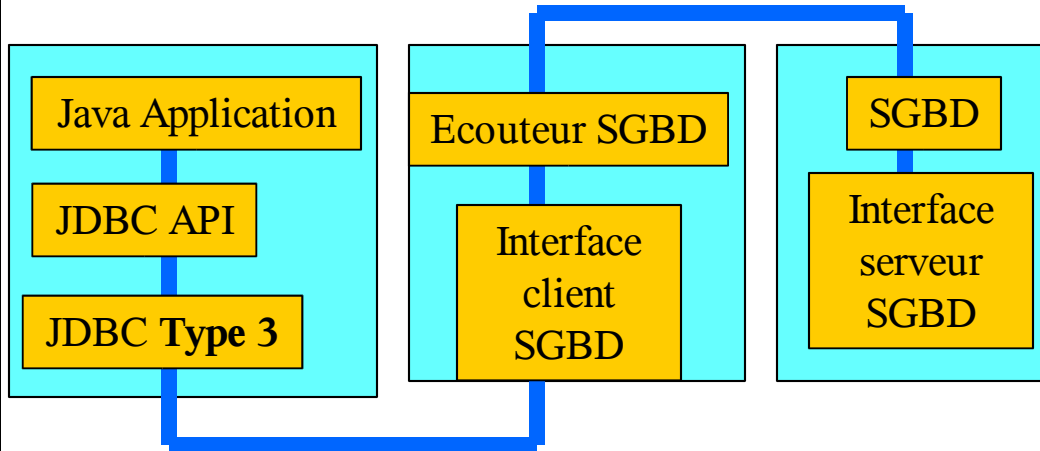 Java Application
JDBC API
JDBC Type 3
Ecouteur SGBD
Interface
client
SGBD
SGBD
Interface
serveur
SGBD